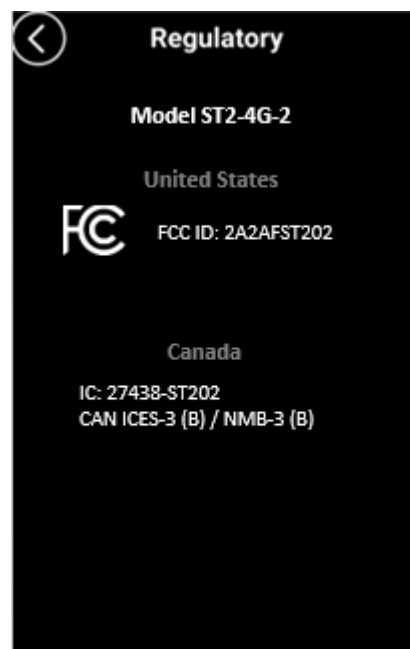 Regulatory
Model ST2-4G-2
United States
FC FCC ID: 2A2AFST202
Canada
IC: 27438-ST202
CAN ICES-3 (B) / NMB-3 (B)